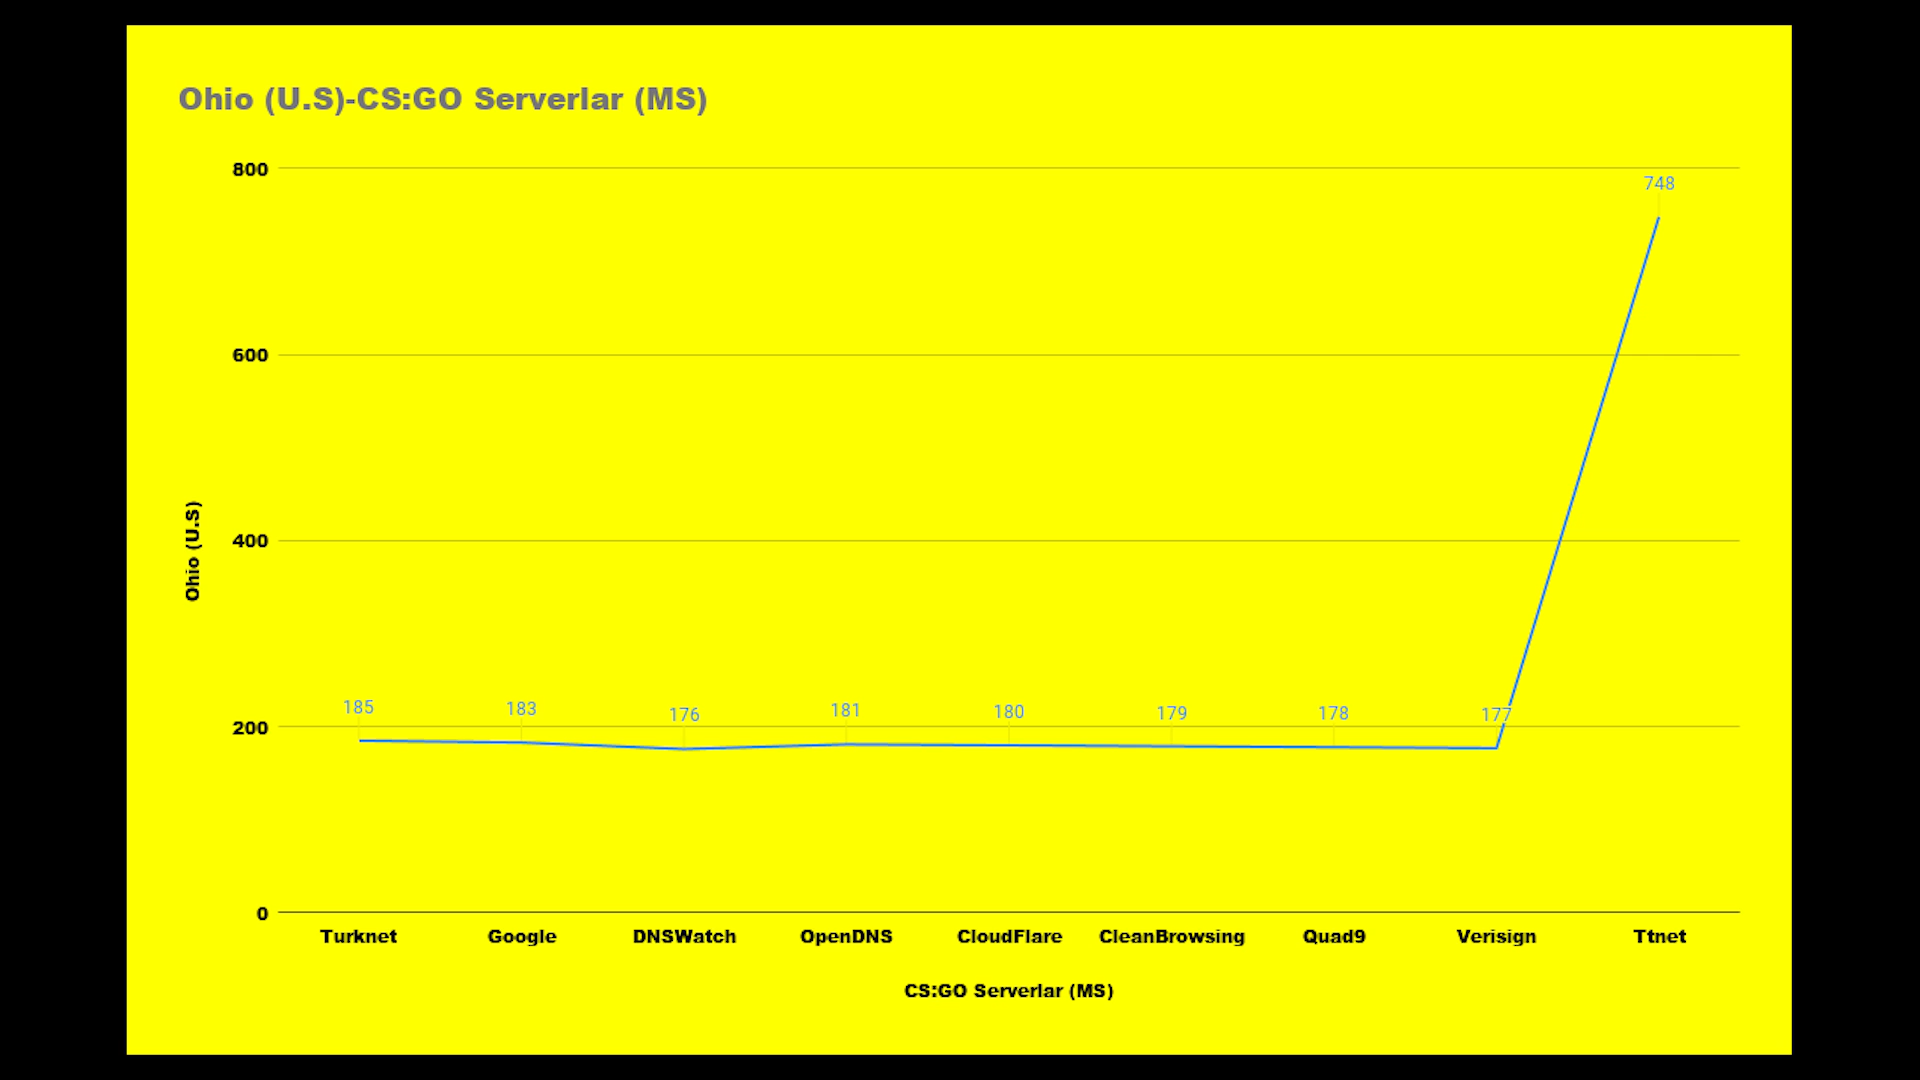 Ohio (U.S)-CS:GO Serverlar (MS)
800
748
600
400
Ohio (U.S)
185 183 176 181 180 179 178 177
200
0
Turknet Google DNSWatch OpenDNS CloudFlare CleanBrowsing Quad9 Verisign Ttnet
CS:GO Serverlar (MS)